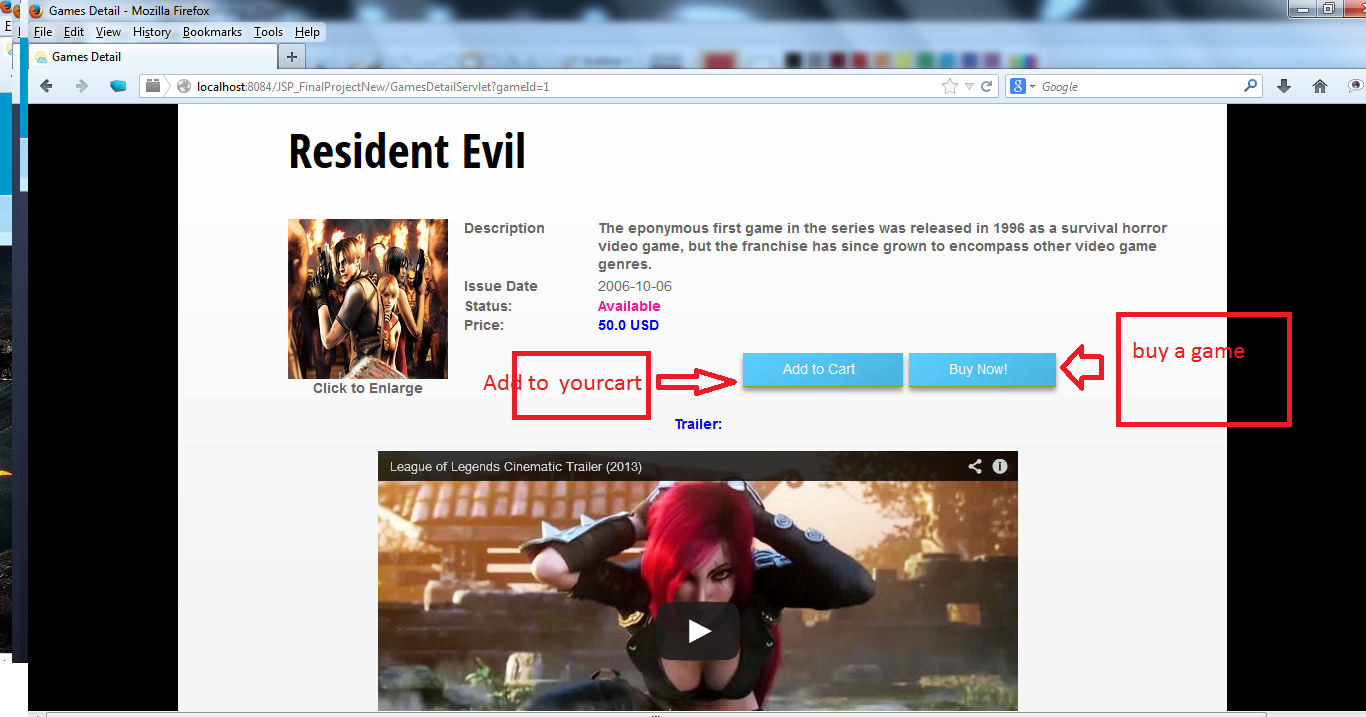 Games Detail - Mozilla Firefox
File Edit View History Bookmarks Tools Help
Games Detail
localhost:8084/JSP_FinalProjectNew/GamesDetailServlet?gameId=1
Google
Resident Evil
Description
The eponymous first game in the series was released in 1996 as a survival horror
video game, but the franchise has since grown to encompass other video game
genres.
Issue Date 2006-10-06
Status: Available
Price: 50.0 USD
Click to Enlarge
Add to yourcart
Add to Cart
Buy Now!
buy a game
Trailer:
League of Legends Cinematic Trailer (2013)